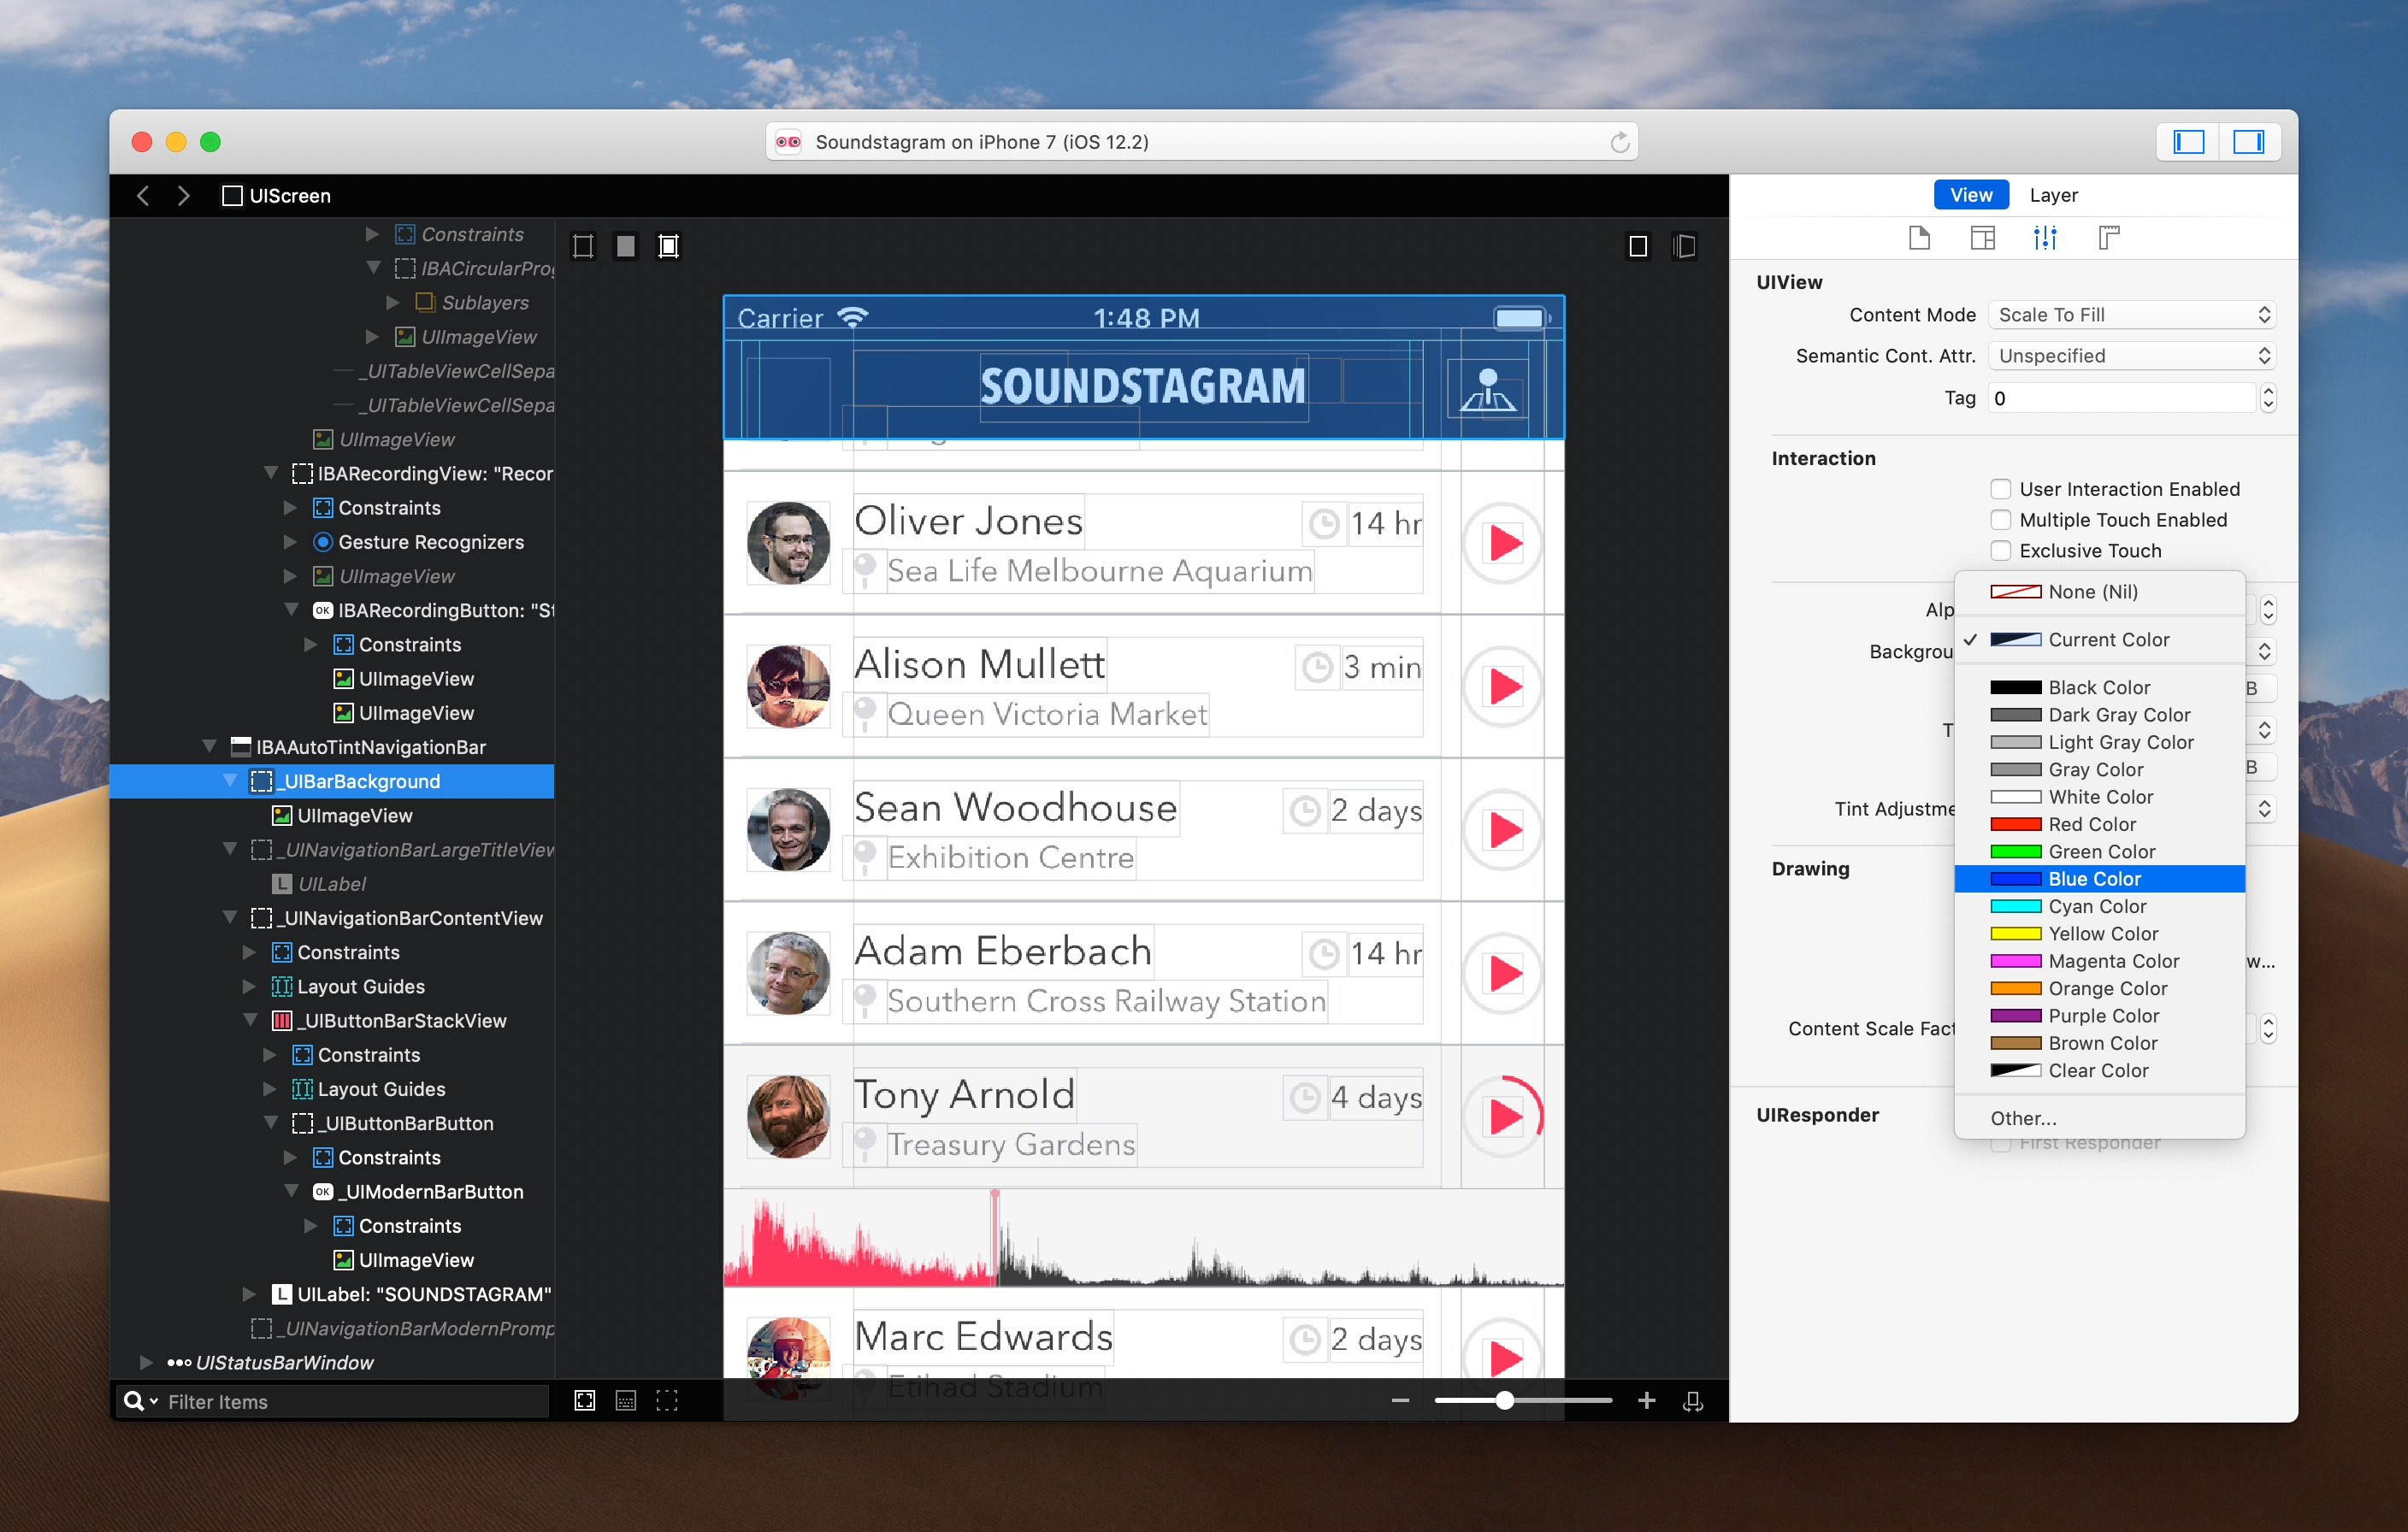 Soundstagram on iPhone 7 (iOS 12.2)
UIScreen
Constraints
IBACircularProg
Sublayers
UIImageView
_UITableViewCellSepa
_UITableViewCellSepa
UIImageView
IBARecordingView: "Recor
Constraints
Gesture Recognizers
UIImageView
OK IBARecordingButton: "St
Constraints
UIImageView
UIImageView
IBAAutoTintNavigationBar
_UIBarBackground
UIImageView
_UINavigationBarLargeTitleView
L UILabel
_UINavigationBarContentView
Constraints
Layout Guides
_UIButtonBarStackView
Constraints
Layout Guides
_UIButtonBarButton
Constraints
OK _UIModernBarButton
Constraints
UIImageView
L UILabel: "SOUNDSTAGRAM"
_UINavigationBarModernPromp
UIStatusBarWindow
Filter Items
Carrier 1:48 PM
SOUNDSTAGRAM
Oliver Jones 14 hr
Sea Life Melbourne Aquarium
Alison Mullett 3 min
Queen Victoria Market
Sean Woodhouse 2 days
Exhibition Centre
Adam Eberbach 14 hr
Southern Cross Railway Station
Tony Arnold 4 days
Treasury Gardens
Marc Edwards 2 days
Etihad Stadium
View Layer
UIView
Content Mode Scale To Fill
Semantic Cont. Attr. Unspecified
Tag 0
Interaction
User Interaction Enabled
Multiple Touch Enabled
Exclusive Touch
Alp
Backgrou
B
T
B
Tint Adjustme
Drawing
w...
Content Scale Fact
UIResponder
First Responder
None (Nil)
✓ Current Color
Black Color
Dark Gray Color
Light Gray Color
Gray Color
White Color
Red Color
Green Color
Blue Color
Cyan Color
Yellow Color
Magenta Color
Orange Color
Purple Color
Brown Color
Clear Color
Other...